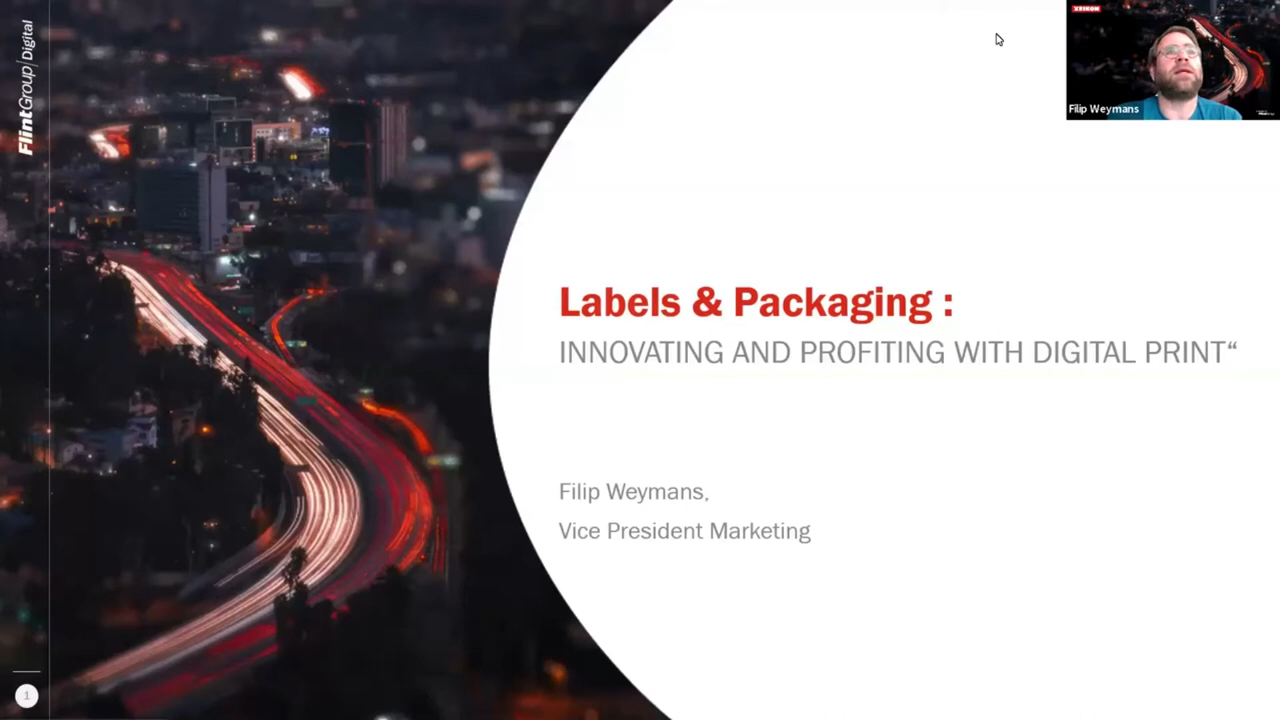 FlintGroup|Digital
XEIKON
Filip Weymans
Labels & Packaging :
INNOVATING AND PROFITING WITH DIGITAL PRINT“
Filip Weymans,
Vice President Marketing
1